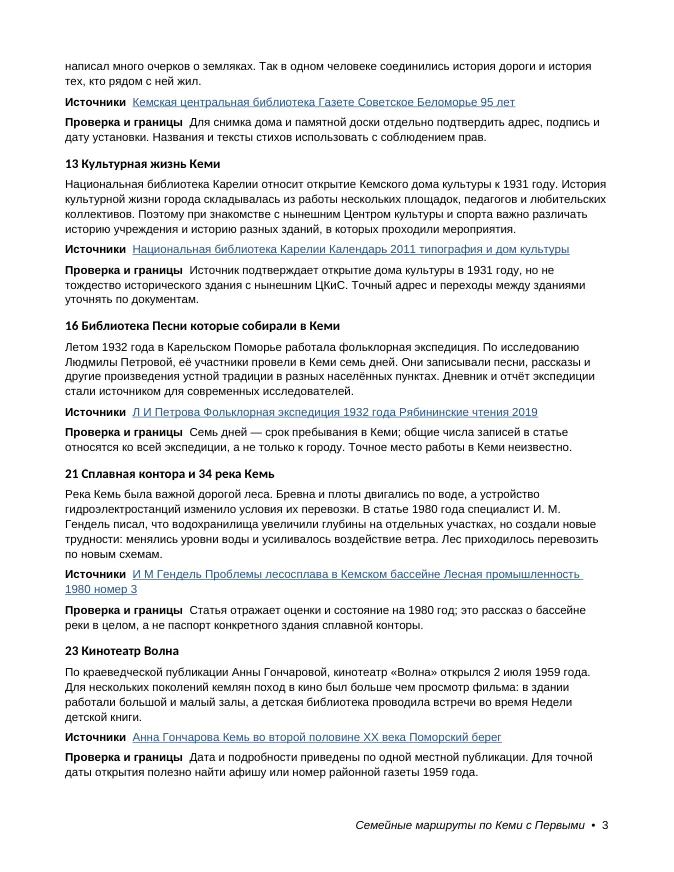 написал много очерков о земляках. Так в одном человеке соединились история дороги и история
тех, кто рядом с ней жил.
Источники Кемская центральная библиотека Газете Советское Беломорье 95 лет
Проверка и границы Для снимка дома и памятной доски отдельно подтвердить адрес, подпись и
дату установки. Названия и тексты стихов использовать с соблюдением прав.
13 Культурная жизнь Кеми
Национальная библиотека Карелии относит открытие Кемского дома культуры к 1931 году. История
культурной жизни города складывалась из работы нескольких площадок, педагогов и любительских
коллективов. Поэтому при знакомстве с нынешним Центром культуры и спорта важно различать
историю учреждения и историю разных зданий, в которых проходили мероприятия.
Источники Национальная библиотека Карелии Календарь 2011 типография и дом культуры
Проверка и границы Источник подтверждает открытие дома культуры в 1931 году, но не
тождество исторического здания с нынешним ЦКиС. Точный адрес и переходы между зданиями
уточнять по документам.
16 Библиотека Песни которые собирали в Кеми
Летом 1932 года в Карельском Поморье работала фольклорная экспедиция. По исследованию
Людмилы Петровой, её участники провели в Кеми семь дней. Они записывали песни, рассказы и
другие произведения устной традиции в разных населённых пунктах. Дневник и отчёт экспедиции
стали источником для современных исследователей.
Источники Л И Петрова Фольклорная экспедиция 1932 года Рябининские чтения 2019
Проверка и границы Семь дней — срок пребывания в Кеми; общие числа записей в статье
относятся ко всей экспедиции, а не только к городу. Точное место работы в Кеми неизвестно.
21 Сплавная контора и 34 река Кемь
Река Кемь была важной дорогой леса. Бревна и плоты двигались по воде, а устройство
гидроэлектростанций изменило условия их перевозки. В статье 1980 года специалист И. М.
Гендель писал, что водохранилища увеличили глубины на отдельных участках, но создали новые
трудности: менялись уровни воды и усиливалось воздействие ветра. Лес приходилось перевозить
по новым схемам.
Источники И М Гендель Проблемы лесосплава в Кемском бассейне Лесная промышленность
1980 номер 3
Проверка и границы Статья отражает оценки и состояние на 1980 год; это рассказ о бассейне
реки в целом, а не паспорт конкретного здания сплавной конторы.
23 Кинотеатр Волна
По краеведческой публикации Анны Гончаровой, кинотеатр «Волна» открылся 2 июля 1959 года.
Для нескольких поколений кемлян поход в кино был больше чем просмотр фильма: в здании
работали большой и малый залы, а детская библиотека проводила встречи во время Недели
детской книги.
Источники Анна Гончарова Кемь во второй половине XX века Поморский берег
Проверка и границы Дата и подробности приведены по одной местной публикации. Для точной
даты открытия полезно найти афишу или номер районной газеты 1959 года.
Семейные маршруты по Кеми с Первыми • 3